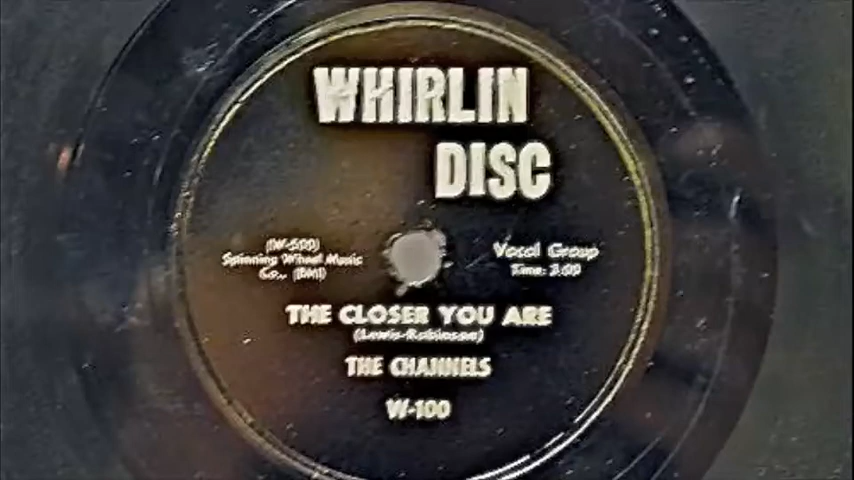 WHIRLIN
DISC
(W-500)
Spinning Wheel Music
Co., (BMI)
Vocal Group
Time: 3:00
THE CLOSER YOU ARE
(Lewis-Robinson)
THE CHANNELS
W-100